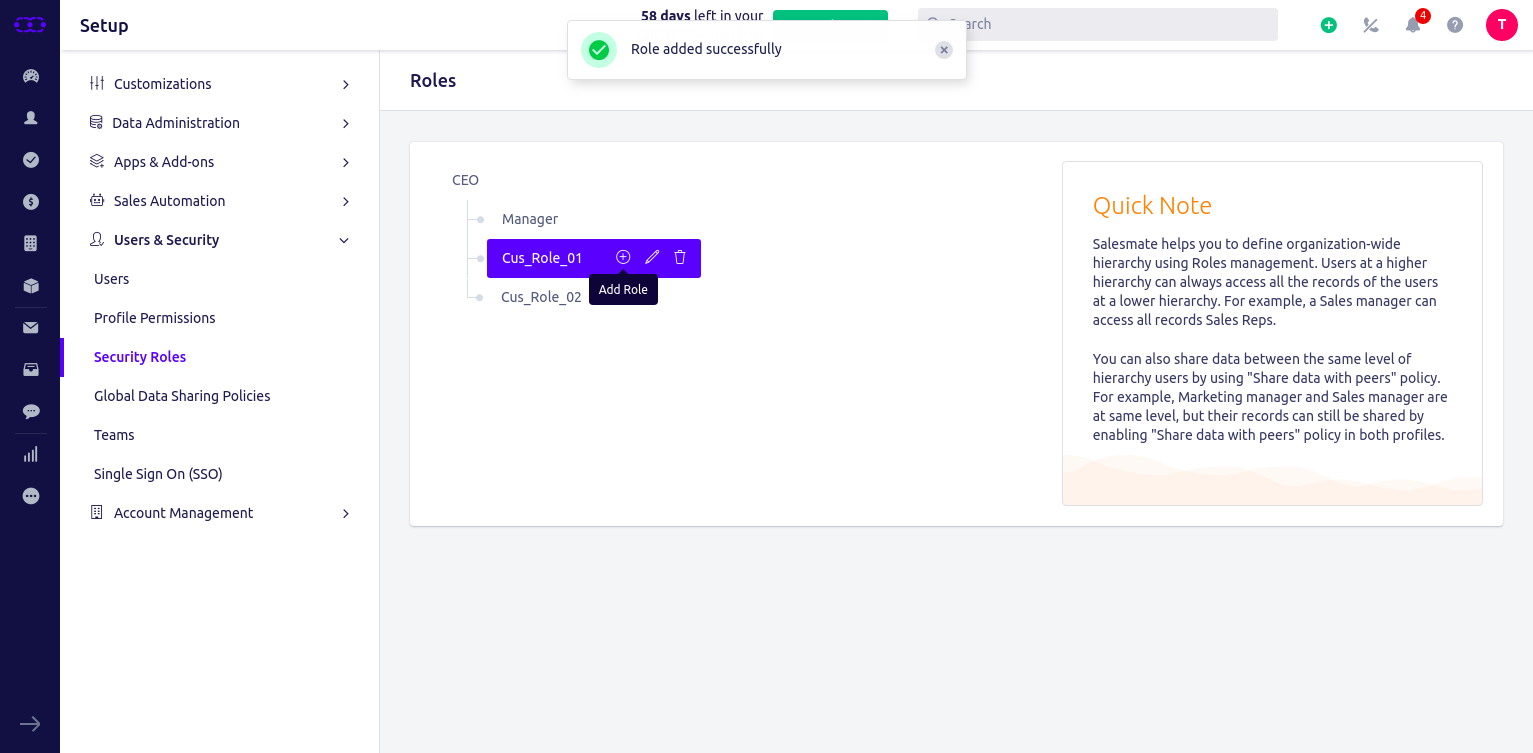 Setup
58 days left in your
4
T
Role added successfully
Customizations
Data Administration
Apps & Add-ons
Sales Automation
Users & Security
Users
Profile Permissions
Security Roles
Global Data Sharing Policies
Teams
Single Sign On (SSO)
Account Management
Roles
CEO
Manager
Cus_Role_01
Add Role
Cus_Role_02
Quick Note
Salesmate helps you to define organization-wide
hierarchy using Roles management. Users at a higher
hierarchy can always access all the records of the users
at a lower hierarchy. For example, a Sales manager can
access all records Sales Reps.
You can also share data between the same level of
hierarchy users by using "Share data with peers" policy.
For example, Marketing manager and Sales manager are
at same level, but their records can still be shared by
enabling "Share data with peers" policy in both profiles.